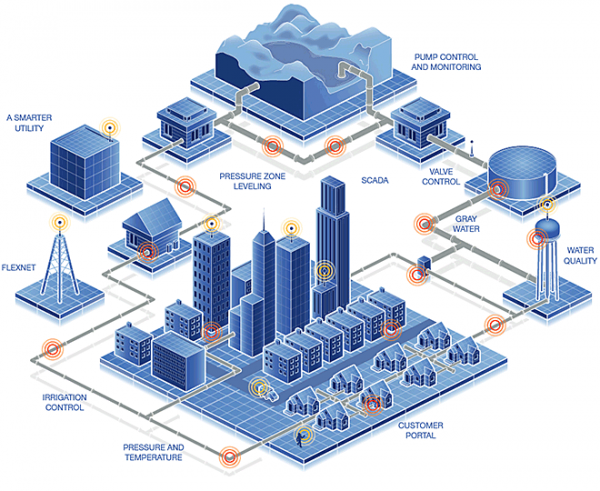 PUMP CONTROL
AND MONITORING
A SMARTER
UTILITY
PRESSURE ZONE
LEVELING
SCADA
VALVE
CONTROL
GRAY
WATER
FLEXNET
WATER
QUALITY
IRRIGATION
CONTROL
CUSTOMER
PORTAL
PRESSURE AND
TEMPERATURE